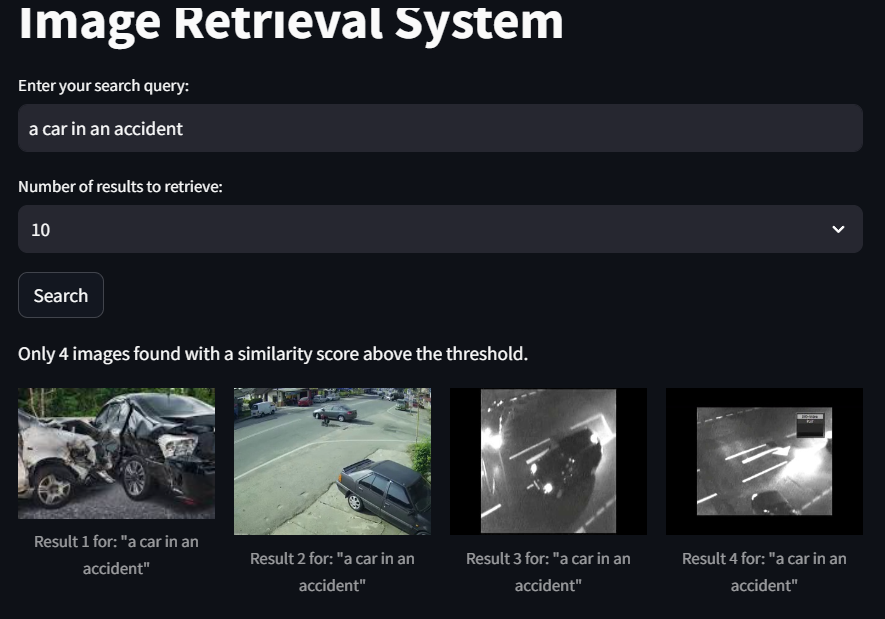 Image Retrieval System
Enter your search query:
a car in an accident
Number of results to retrieve:
10
Search
Only 4 images found with a similarity score above the threshold.
Result 1 for: "a car in an
accident"
Result 2 for: "a car in an
accident"
Result 3 for: "a car in an
accident"
Result 4 for: "a car in an
accident"